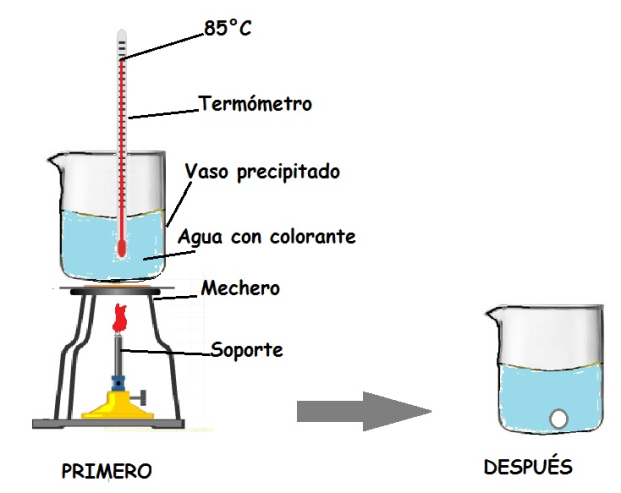 85°C
Termómetro
Vaso precipitado
Agua con colorante
Mechero
Soporte
PRIMERO
DESPUÉS